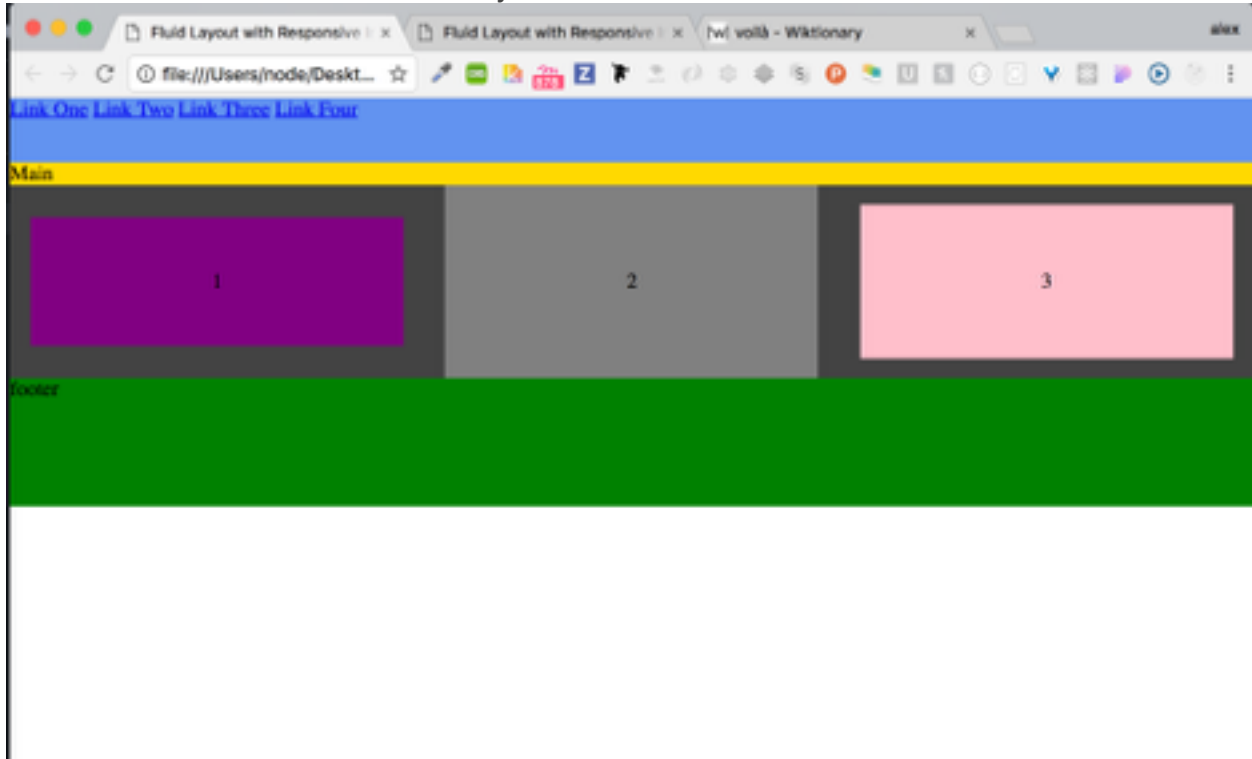 Fluid Layout with Responsive
Fluid Layout with Responsive
[w] voilà - Wiktionary
alex
file:///Users/node/Deskt...
Link One Link Two Link Three Link Four
Main
1
2
3
footer